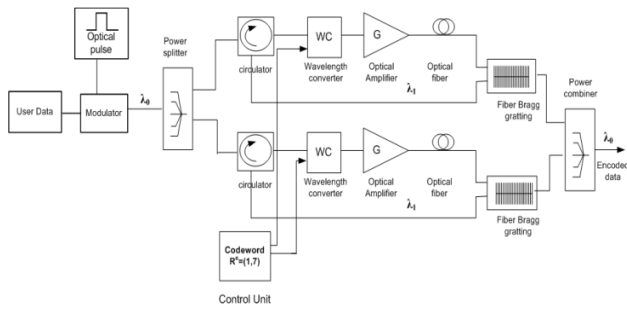 Optical
pulse
Power
splitter
User Data
Modulator
λ0
circulator
WC
Wavelength
converter
G
Optical
Amplifier
Optical
fiber
λ1
Fiber Bragg
gratting
Power
combiner
λ0
Encoded
data
circulator
WC
Wavelength
converter
G
Optical
Amplifier
Optical
fiber
λ1
Fiber Bragg
gratting
Codeword
Rx=(1,7)
Control Unit